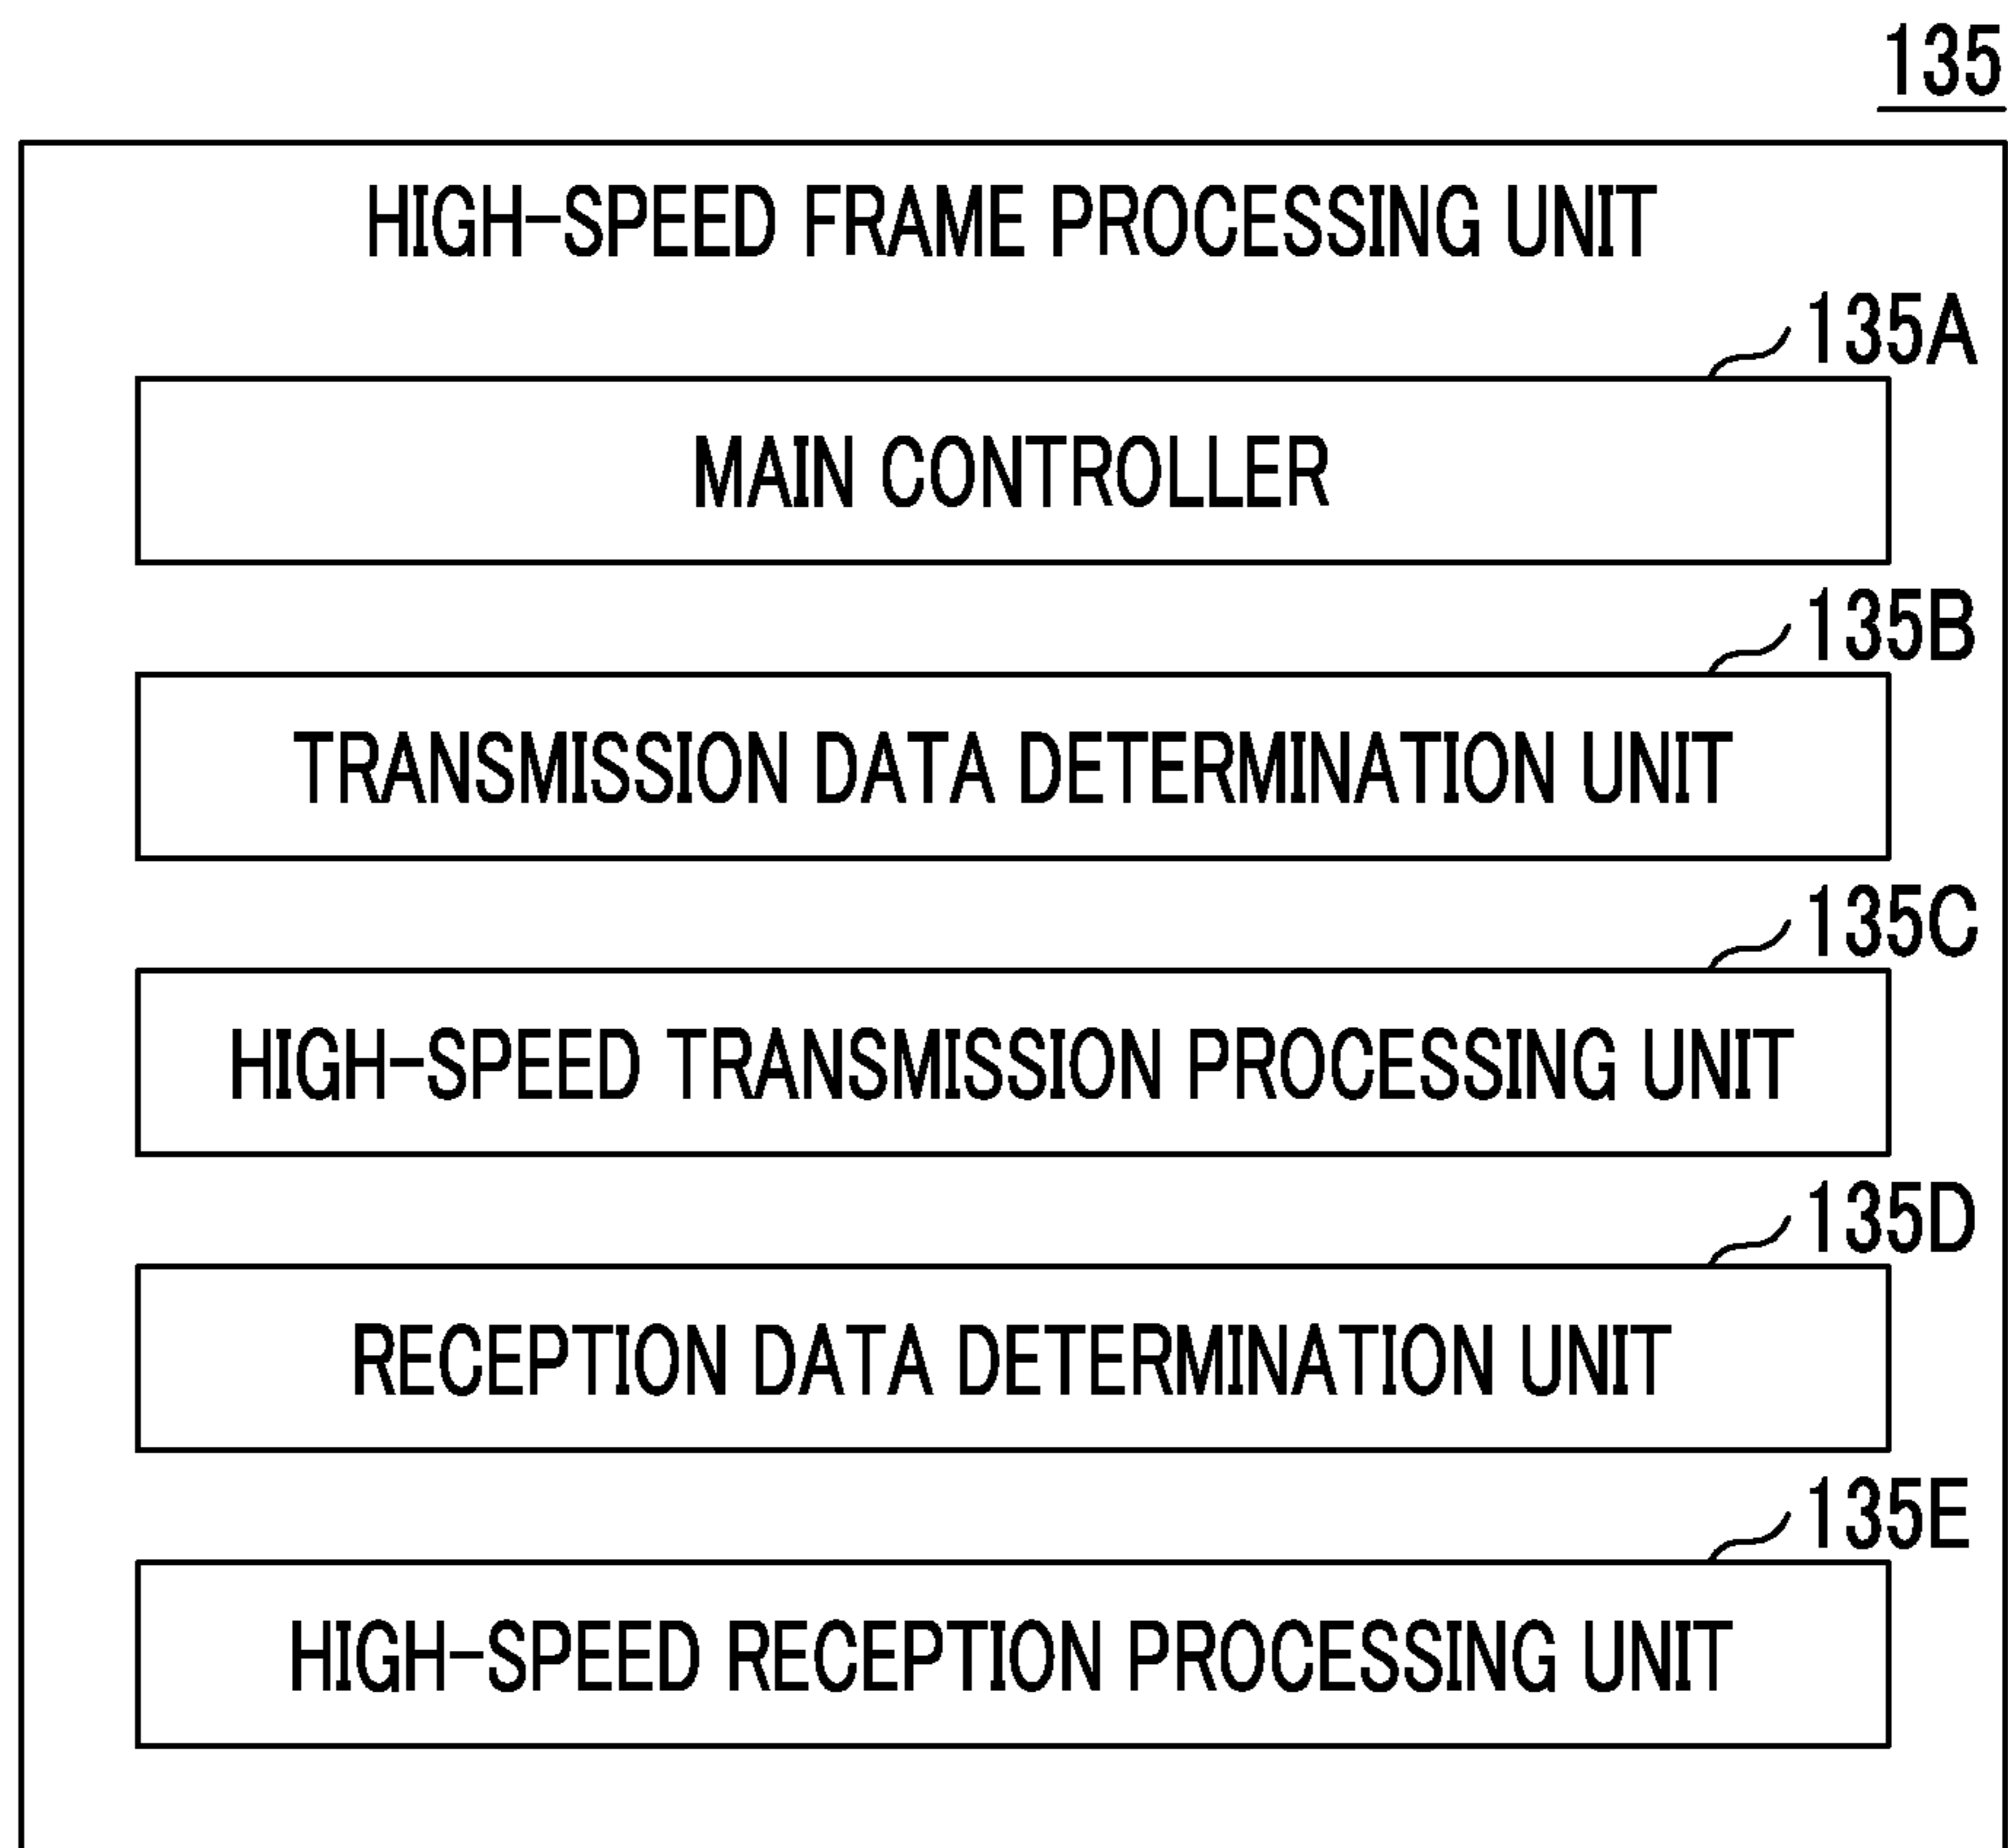 135
HIGH-SPEED FRAME PROCESSING UNIT
135A
MAIN CONTROLLER
135B
TRANSMISSION DATA DETERMINATION UNIT
135C
HIGH-SPEED TRANSMISSION PROCESSING UNIT
135D
RECEPTION DATA DETERMINATION UNIT
135E
HIGH-SPEED RECEPTION PROCESSING UNIT